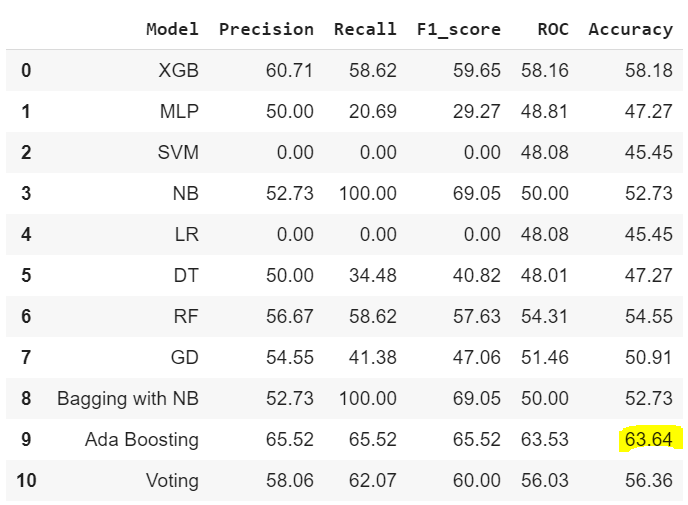 Model Precision Recall F1_score ROC Accuracy
0 XGB 60.71 58.62 59.65 58.16 58.18
1 MLP 50.00 20.69 29.27 48.81 47.27
2 SVM 0.00 0.00 0.00 48.08 45.45
3 NB 52.73 100.00 69.05 50.00 52.73
4 LR 0.00 0.00 0.00 48.08 45.45
5 DT 50.00 34.48 40.82 48.01 47.27
6 RF 56.67 58.62 57.63 54.31 54.55
7 GD 54.55 41.38 47.06 51.46 50.91
8 Bagging with NB 52.73 100.00 69.05 50.00 52.73
9 Ada Boosting 65.52 65.52 65.52 63.53 63.64
10 Voting 58.06 62.07 60.00 56.03 56.36